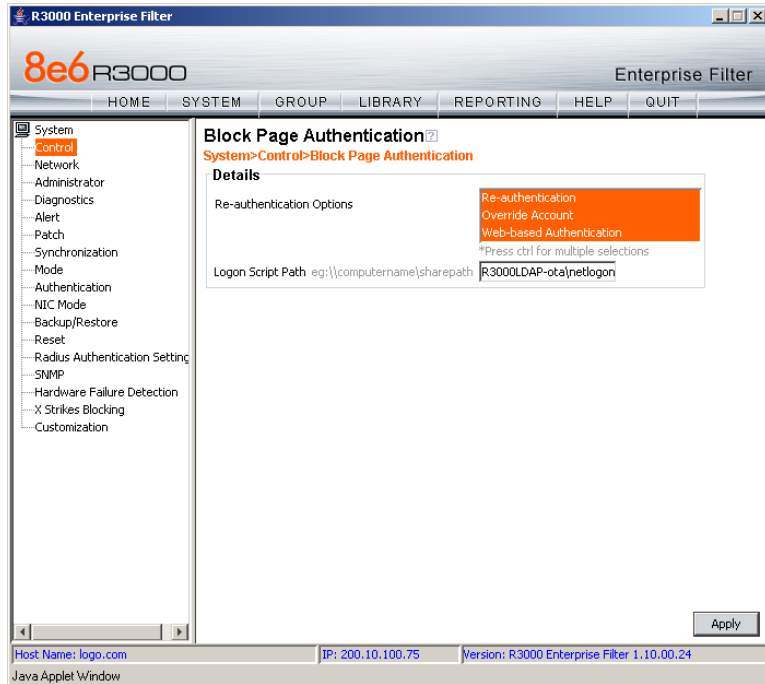 R3000 Enterprise Filter
8e6 R3000
Enterprise Filter
HOME SYSTEM GROUP LIBRARY REPORTING HELP QUIT
System
Control
Network
Administrator
Diagnostics
Alert
Patch
Synchronization
Mode
Authentication
NIC Mode
Backup/Restore
Reset
Radius Authentication Setting
SNMP
Hardware Failure Detection
X Strikes Blocking
Customization
Block Page Authentication
System>Control>Block Page Authentication
Details
Re-authentication Options
Re-authentication
Override Account
Web-based Authentication
*Press ctrl for multiple selections
Logon Script Path eg:\\computername\sharepath R3000LDAP-ota\netlogon
Apply
Host Name: logo.com IP: 200.10.100.75 Version: R3000 Enterprise Filter 1.10.00.24
Java Applet Window